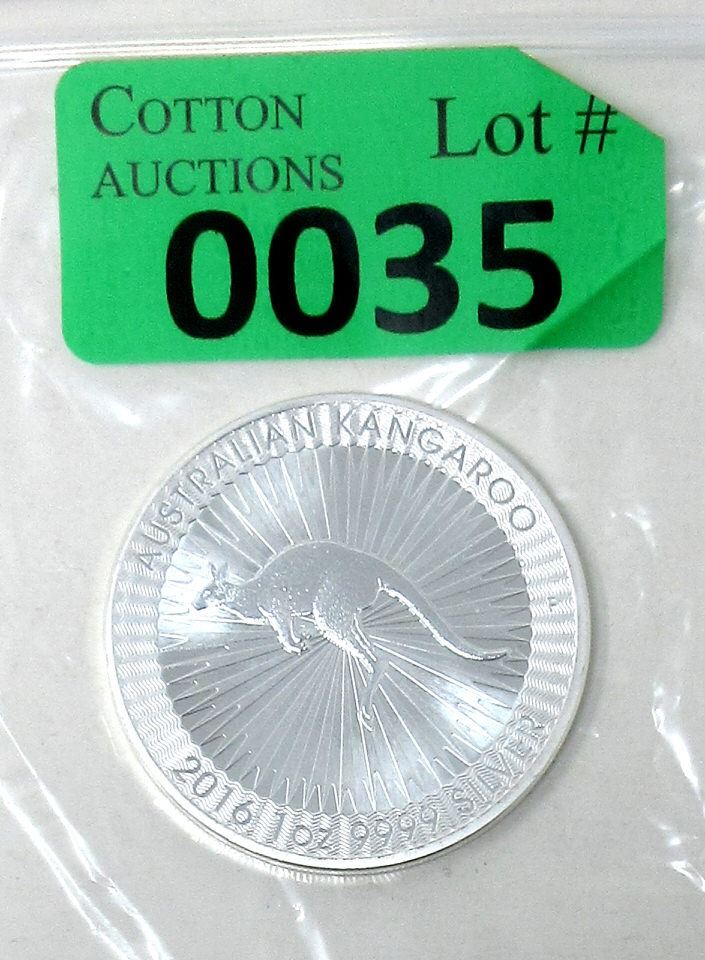 COTTON
AUCTIONS
Lot #
0035
AUSTRALIAN KANGAROO
2016 1oz 9999 SILVER